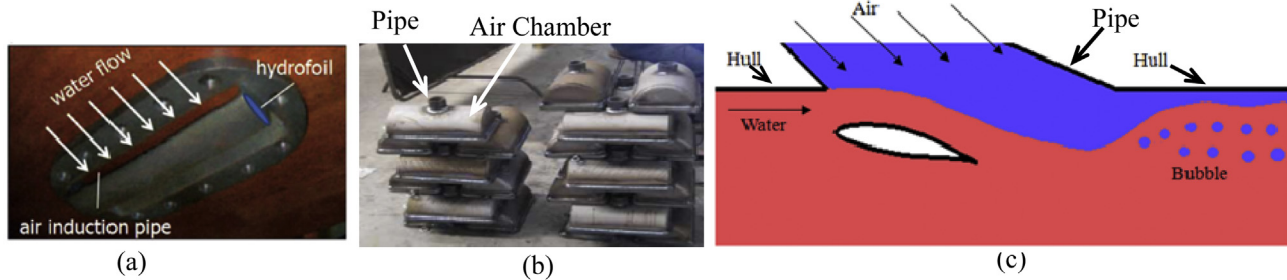 water flow
hydrofoil
air induction pipe
(a)
Pipe
Air Chamber
(b)
Air
Pipe
Hull
Hull
Water
Bubble
(c)